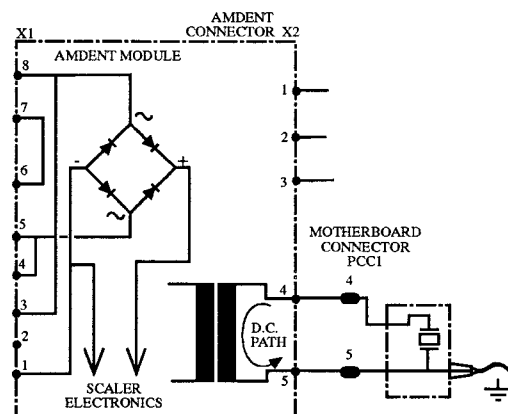 AMDENT
X1 CONNECTOR X2
AMDENT MODULE
8
7
6
5
4
3
2
1
~
-
+
~
SCALER
ELECTRONICS
1
2
3
4
5
D.C.
PATH
MOTHERBOARD
CONNECTOR
PCC1
4
5